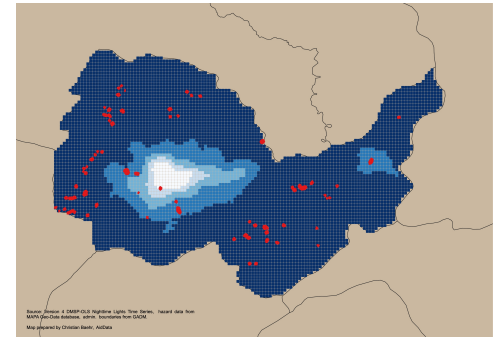 Source: Version 4 DMSP-OLS Nighttime Lights Time Series, hazard data from
MAPA Geo-Data database, admin. boundaries from GADM.
Map prepared by Christian Baehr, AidData